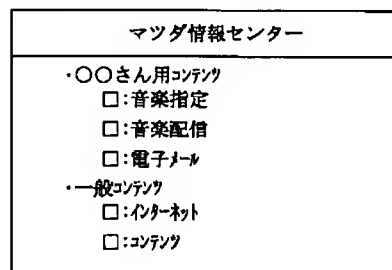 マツダ情報センター
・〇〇さん用コンテンツ
□:音楽指定
□:音楽配信
□:電子メール
・一般コンテンツ
□:インターネット
□:コンテンツ